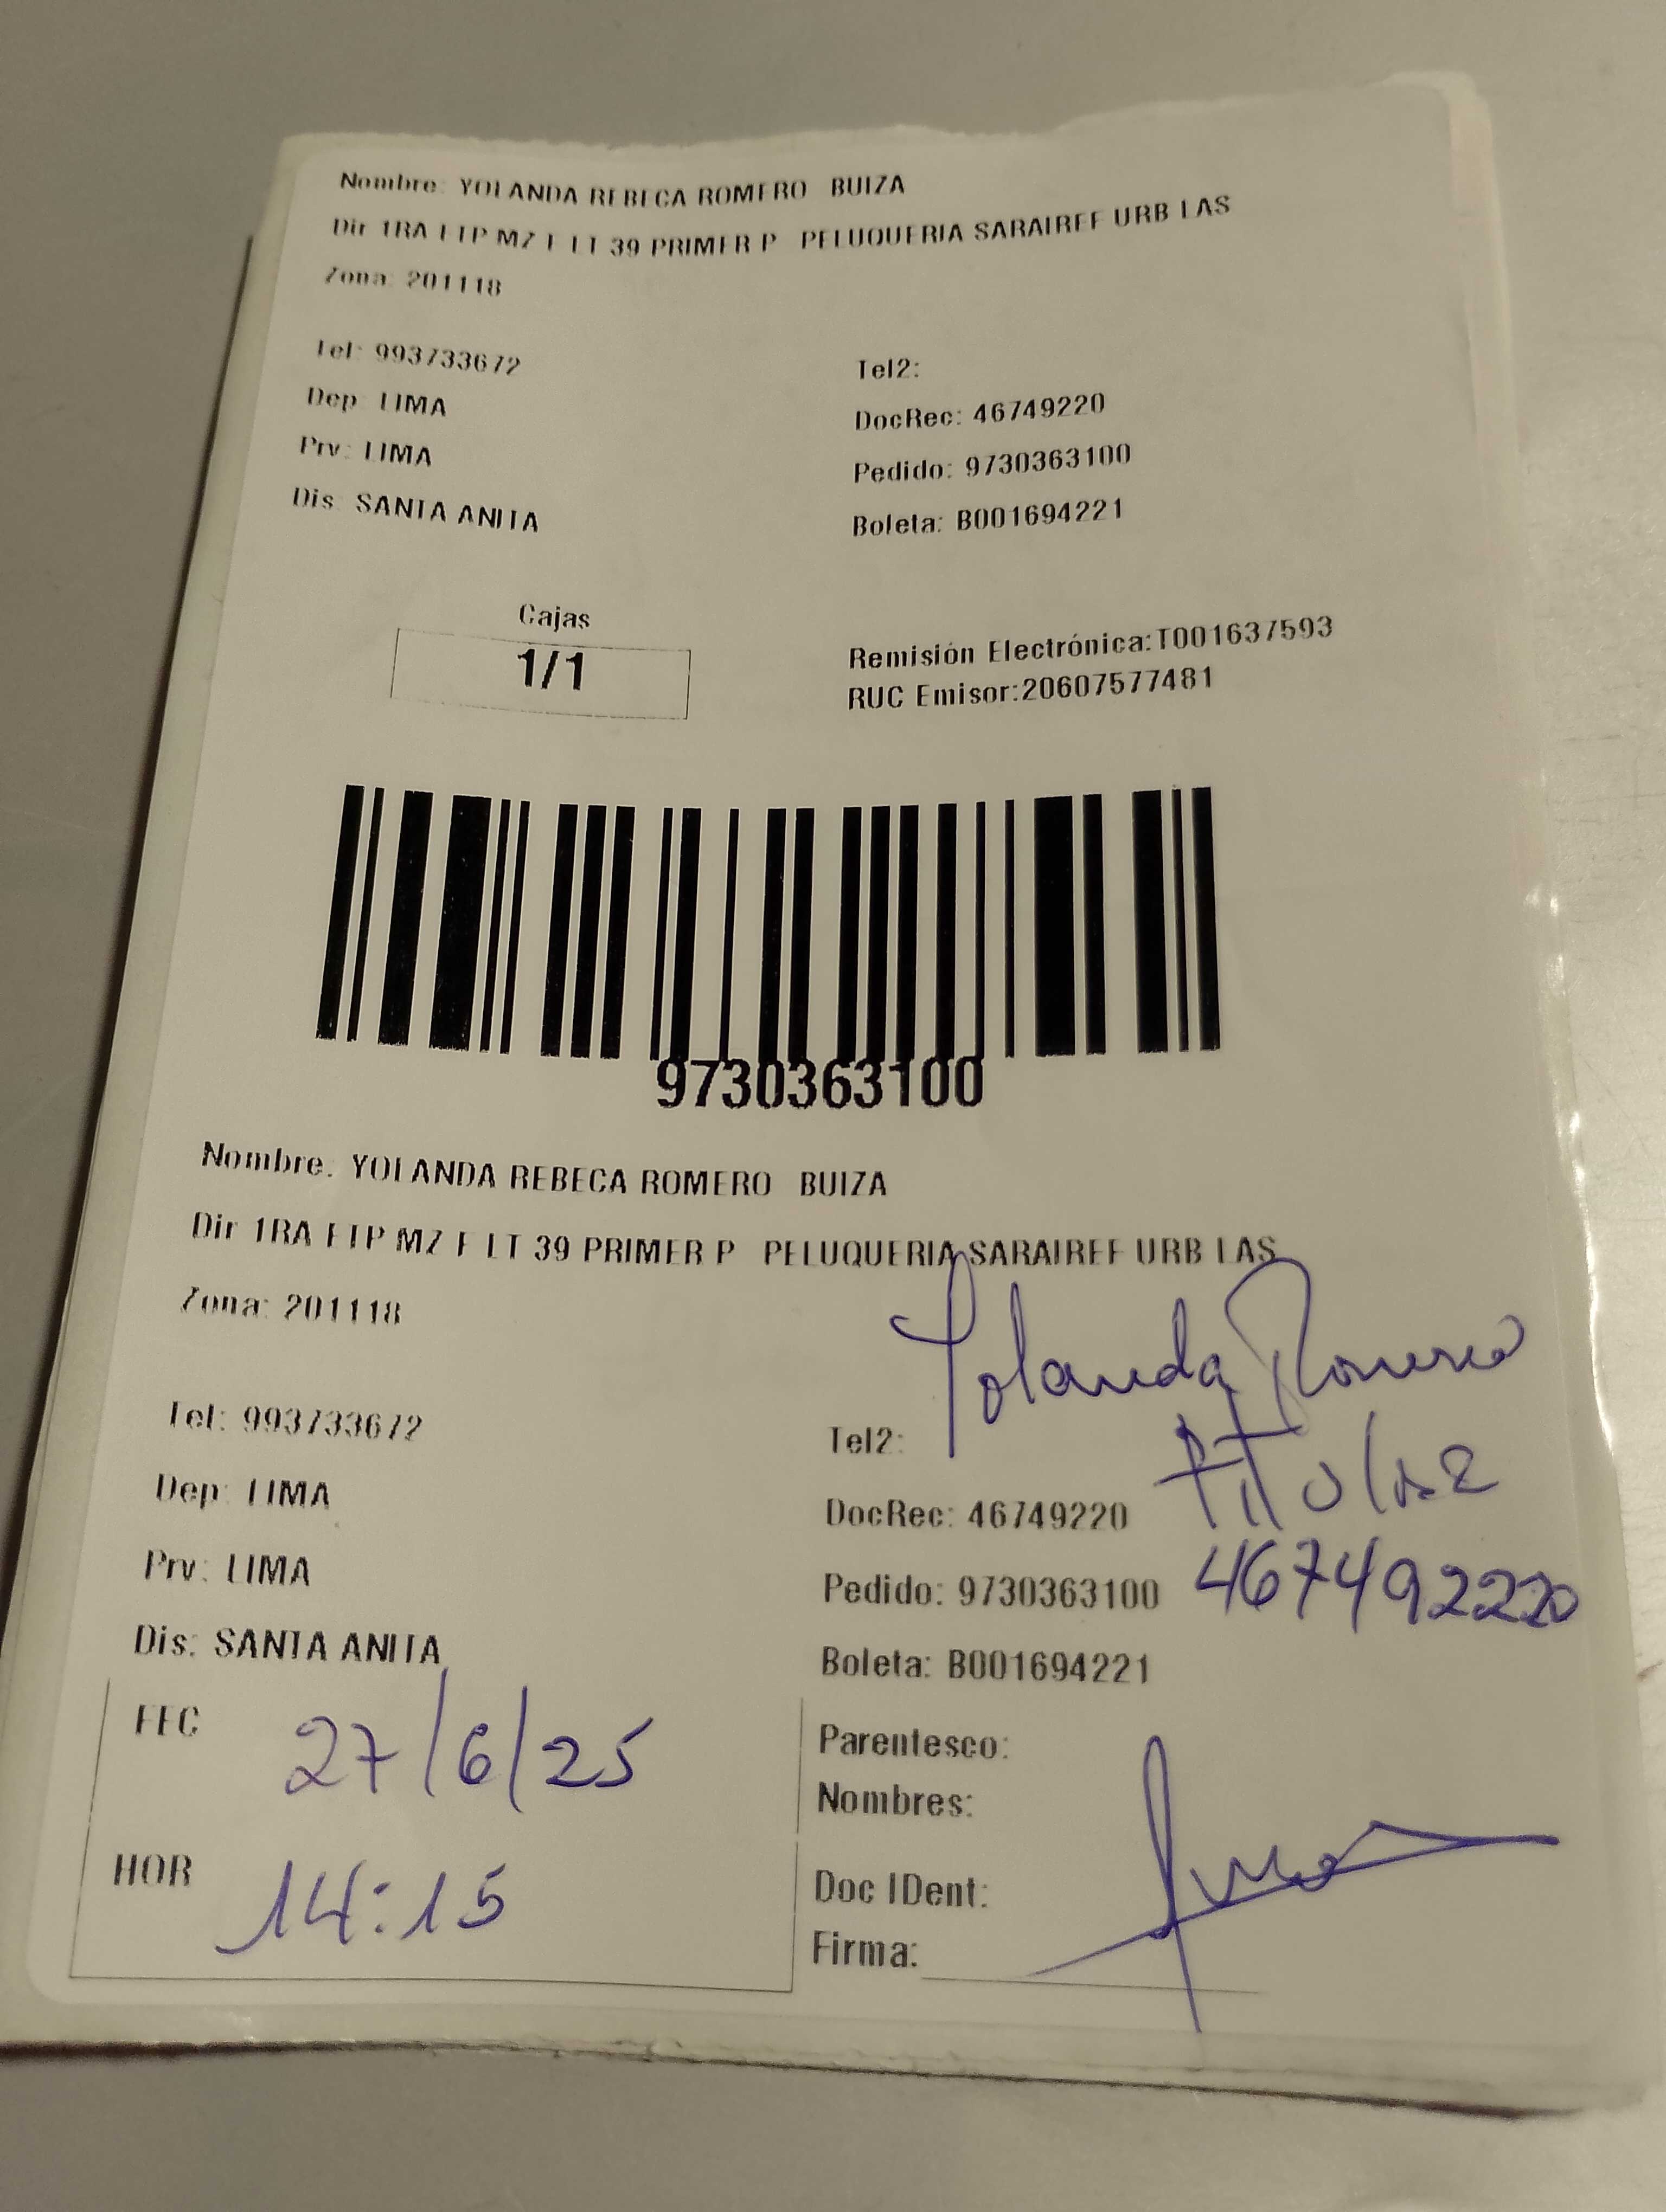 Nombre: YOLANDA REBECA ROMERO BUIZA
Dir 1RA ETP MZ F LT 39 PRIMER P PELUQUERIA SARAIREF URB LAS
Zona: 201118
Tel: 993733672
Tel2:
Dep: LIMA
DocRec: 46749220
Prv: LIMA
Pedido: 9730363100
Dis: SANTA ANITA
Boleta: B001694221
Cajas
1/1
Remisión Electrónica:T001637593
RUC Emisor:20607577481
9730363100
Nombre: YOLANDA REBECA ROMERO BUIZA
Dir 1RA ETP MZ F LT 39 PRIMER P PELUQUERIA SARAIREF URB LAS
Zona: 201118
Yolanda Romero
Tel: 993733672
Tel2:
Titular
Dep: LIMA
DocRec: 46749220
Prv: LIMA
Pedido: 9730363100
Dis: SANTA ANITA
Boleta: B001694221
FEC 27/6/25
Parentesco:
Nombres:
HOR 14:15
Doc IDent:
Firma: